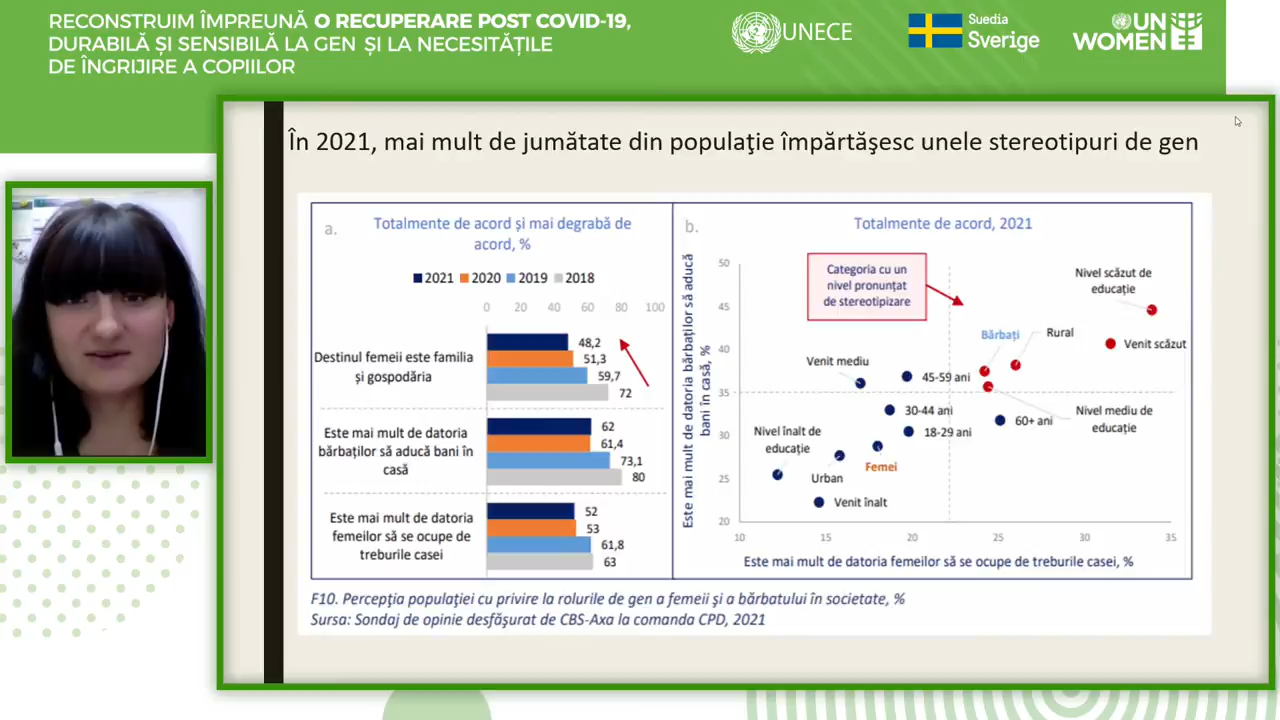 RECONSTRUIM ÎMPREUNĂ O RECUPERARE POST COVID-19,
DURABILĂ ȘI SENSIBILĂ LA GEN ȘI LA NECESITĂȚILE
DE ÎNGRIJIRE A COPIILOR
UNECE
Suedia
Sverige
UN
WOMEN
În 2021, mai mult de jumătate din populaţie împărtăşesc unele stereotipuri de gen
a.
Totalmente de acord și mai degrabă de
acord, %
2021 2020 2019 2018
0 20 40 60 80 100
Destinul femeii este familia
și gospodăria
48,2
51,3
59,7
72
Este mai mult de datoria
bărbaților să aducă bani în
casă
62
61,4
73,1
80
Este mai mult de datoria
femeilor să se ocupe de
treburile casei
52
53
61,8
63
b.
Totalmente de acord, 2021
Este mai mult de datoria bărbaților să aducă
bani în casă, %
50
45
40
35
30
25
20
Categoria cu un
nivel pronunțat
de stereotipizare
Nivel scăzut de
educație
Bărbați
Rural
Venit scăzut
Venit mediu
45-59 ani
30-44 ani
18-29 ani
60+ ani
Nivel mediu de
educație
Nivel înalt de
educație
Femei
Urban
Venit înalt
10 15 20 25 30 35
Este mai mult de datoria femeilor să se ocupe de treburile casei, %
F10. Percepţia populaţiei cu privire la rolurile de gen a femeii şi a bărbatului în societate, %
Sursa: Sondaj de opinie desfăşurat de CBS-Axa la comanda CPD, 2021